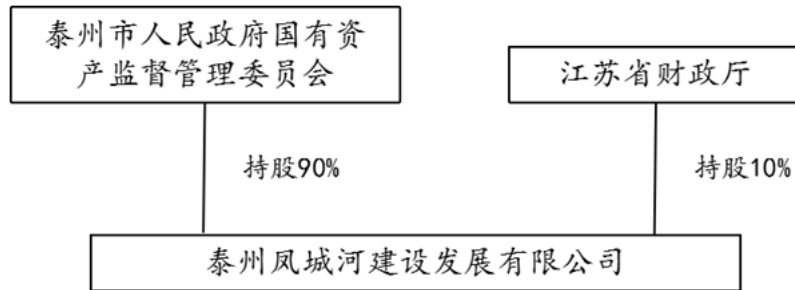 泰州市人民政府国有资
产监督管理委员会
江苏省财政厅
持股90%
持股10%
泰州凤城河建设发展有限公司